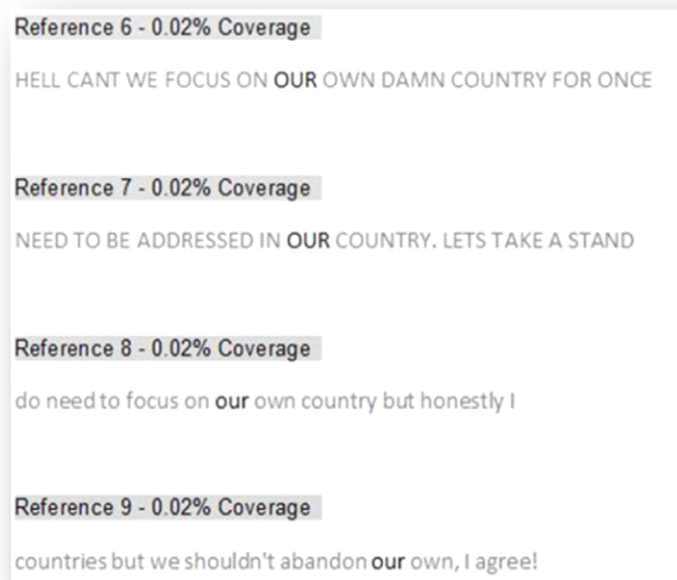 Reference 6 - 0.02% Coverage
HELL CANT WE FOCUS ON OUR OWN DAMN COUNTRY FOR ONCE
Reference 7 - 0.02% Coverage
NEED TO BE ADDRESSED IN OUR COUNTRY. LETS TAKE A STAND
Reference 8 - 0.02% Coverage
do need to focus on our own country but honestly I
Reference 9 - 0.02% Coverage
countries but we shouldn't abandon our own, I agree!